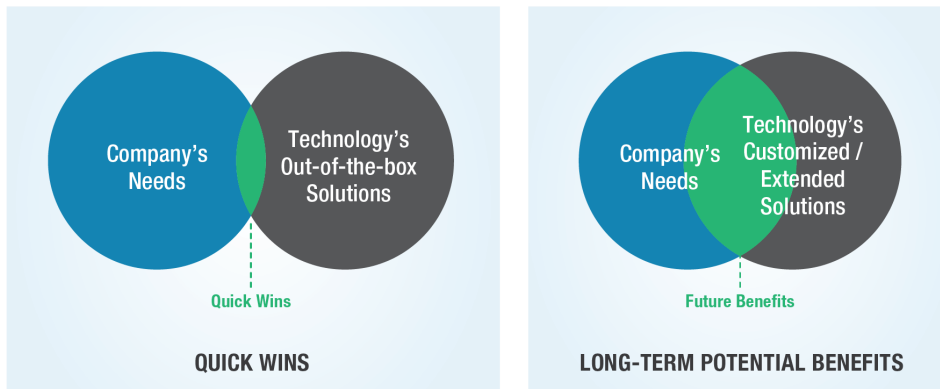 Company's
Needs
Technology's
Out-of-the-box
Solutions
Quick Wins
QUICK WINS
Company's
Needs
Technology's
Customized /
Extended
Solutions
Future Benefits
LONG-TERM POTENTIAL BENEFITS